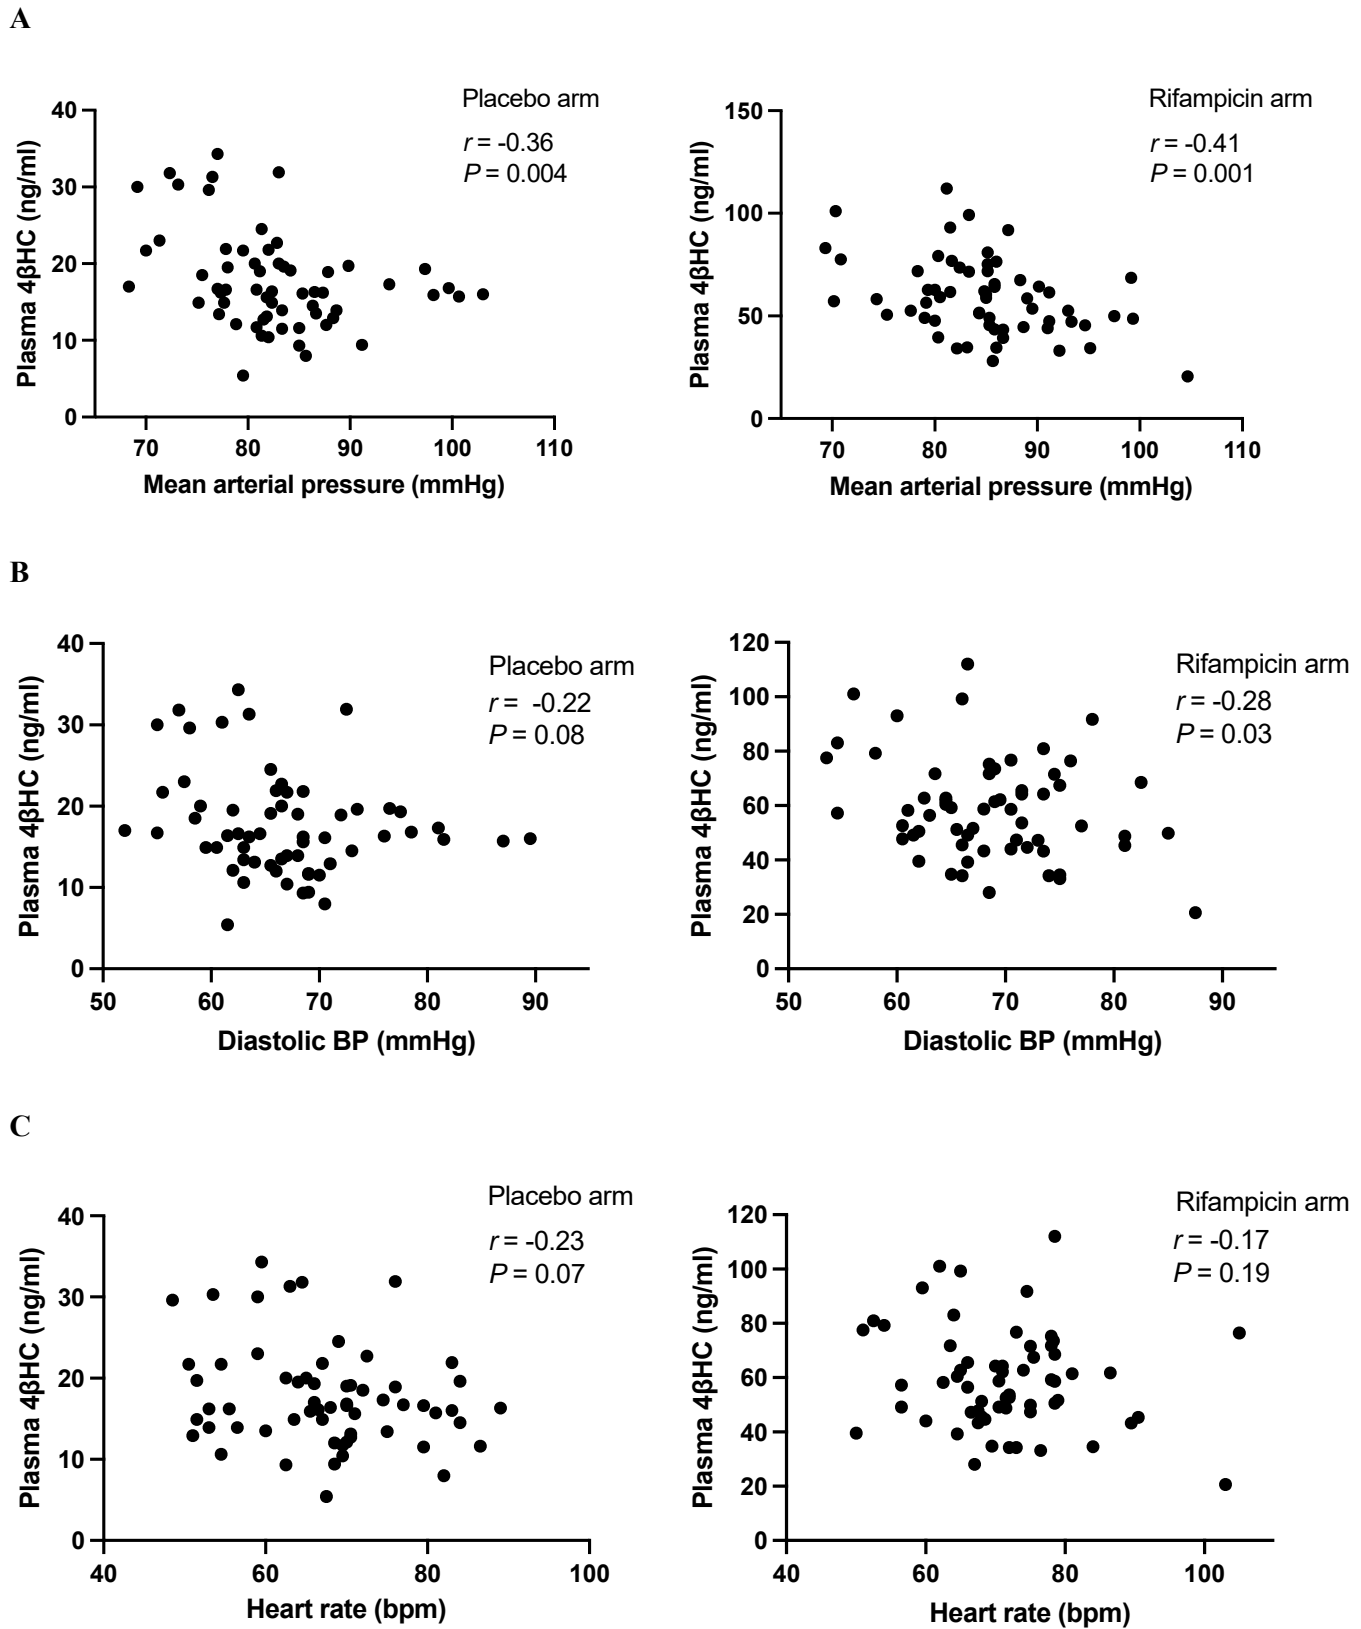 A
Placebo arm
r = -0.36
P = 0.004
Plasma 4βHC (ng/ml)
40
30
20
10
0
70 80 90 100 110
Mean arterial pressure (mmHg)
Rifampicin arm
r = -0.41
P = 0.001
Plasma 4βHC (ng/ml)
150
100
50
0
70 80 90 100 110
Mean arterial pressure (mmHg)
B
Placebo arm
r = -0.22
P = 0.08
Plasma 4βHC (ng/ml)
40
30
20
10
0
50 60 70 80 90
Diastolic BP (mmHg)
Rifampicin arm
r = -0.28
P = 0.03
Plasma 4βHC (ng/ml)
120
100
80
60
40
20
0
50 60 70 80 90
Diastolic BP (mmHg)
C
Placebo arm
r = -0.23
P = 0.07
Plasma 4βHC (ng/ml)
40
30
20
10
0
40 60 80 100
Heart rate (bpm)
Rifampicin arm
r = -0.17
P = 0.19
Plasma 4βHC (ng/ml)
120
100
80
60
40
20
0
40 60 80 100
Heart rate (bpm)